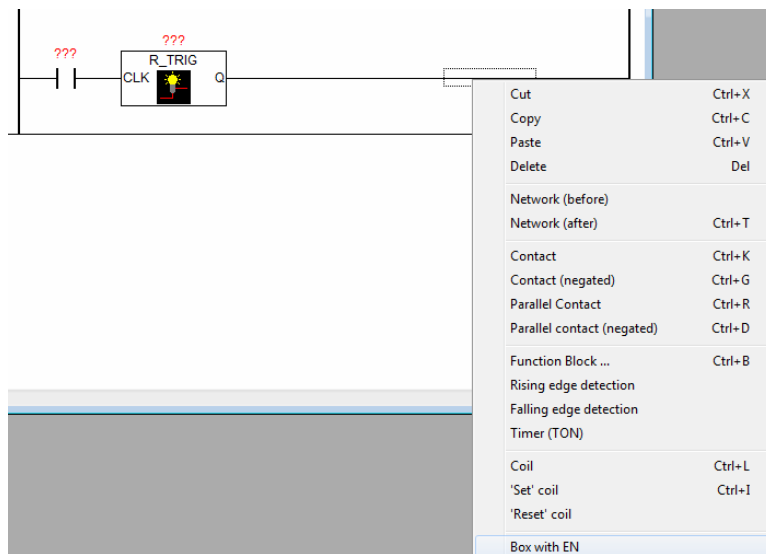 ???
???
R_TRIG
CLK Q
Cut Ctrl+X
Copy Ctrl+C
Paste Ctrl+V
Delete Del
Network (before)
Network (after) Ctrl+T
Contact Ctrl+K
Contact (negated) Ctrl+G
Parallel Contact Ctrl+R
Parallel contact (negated) Ctrl+D
Function Block ... Ctrl+B
Rising edge detection
Falling edge detection
Timer (TON)
Coil Ctrl+L
'Set' coil Ctrl+I
'Reset' coil
Box with EN